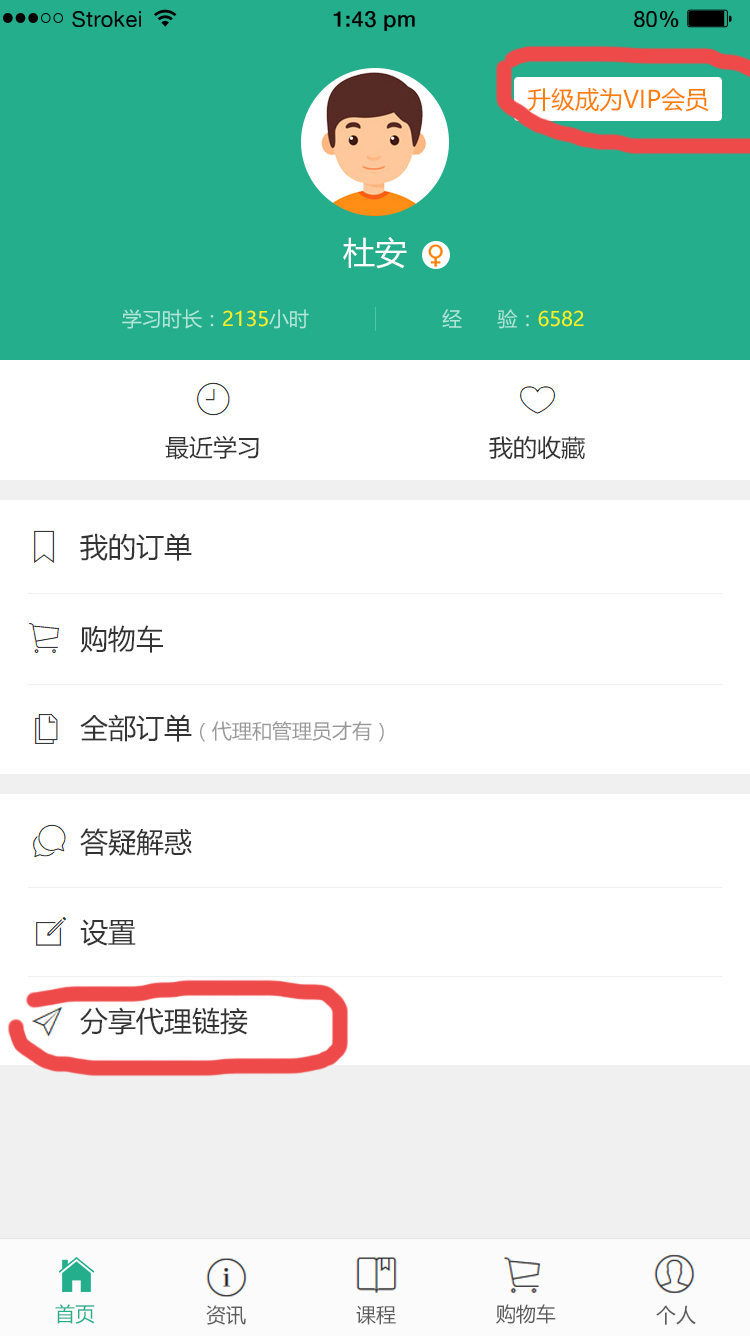 Strokei 1:43 pm 80%
升级成为VIP会员
杜安
学习时长：2135小时 经 验：6582
最近学习 我的收藏
我的订单
购物车
全部订单（代理和管理员才有）
答疑解惑
设置
分享代理链接
首页 资讯 课程 购物车 个人